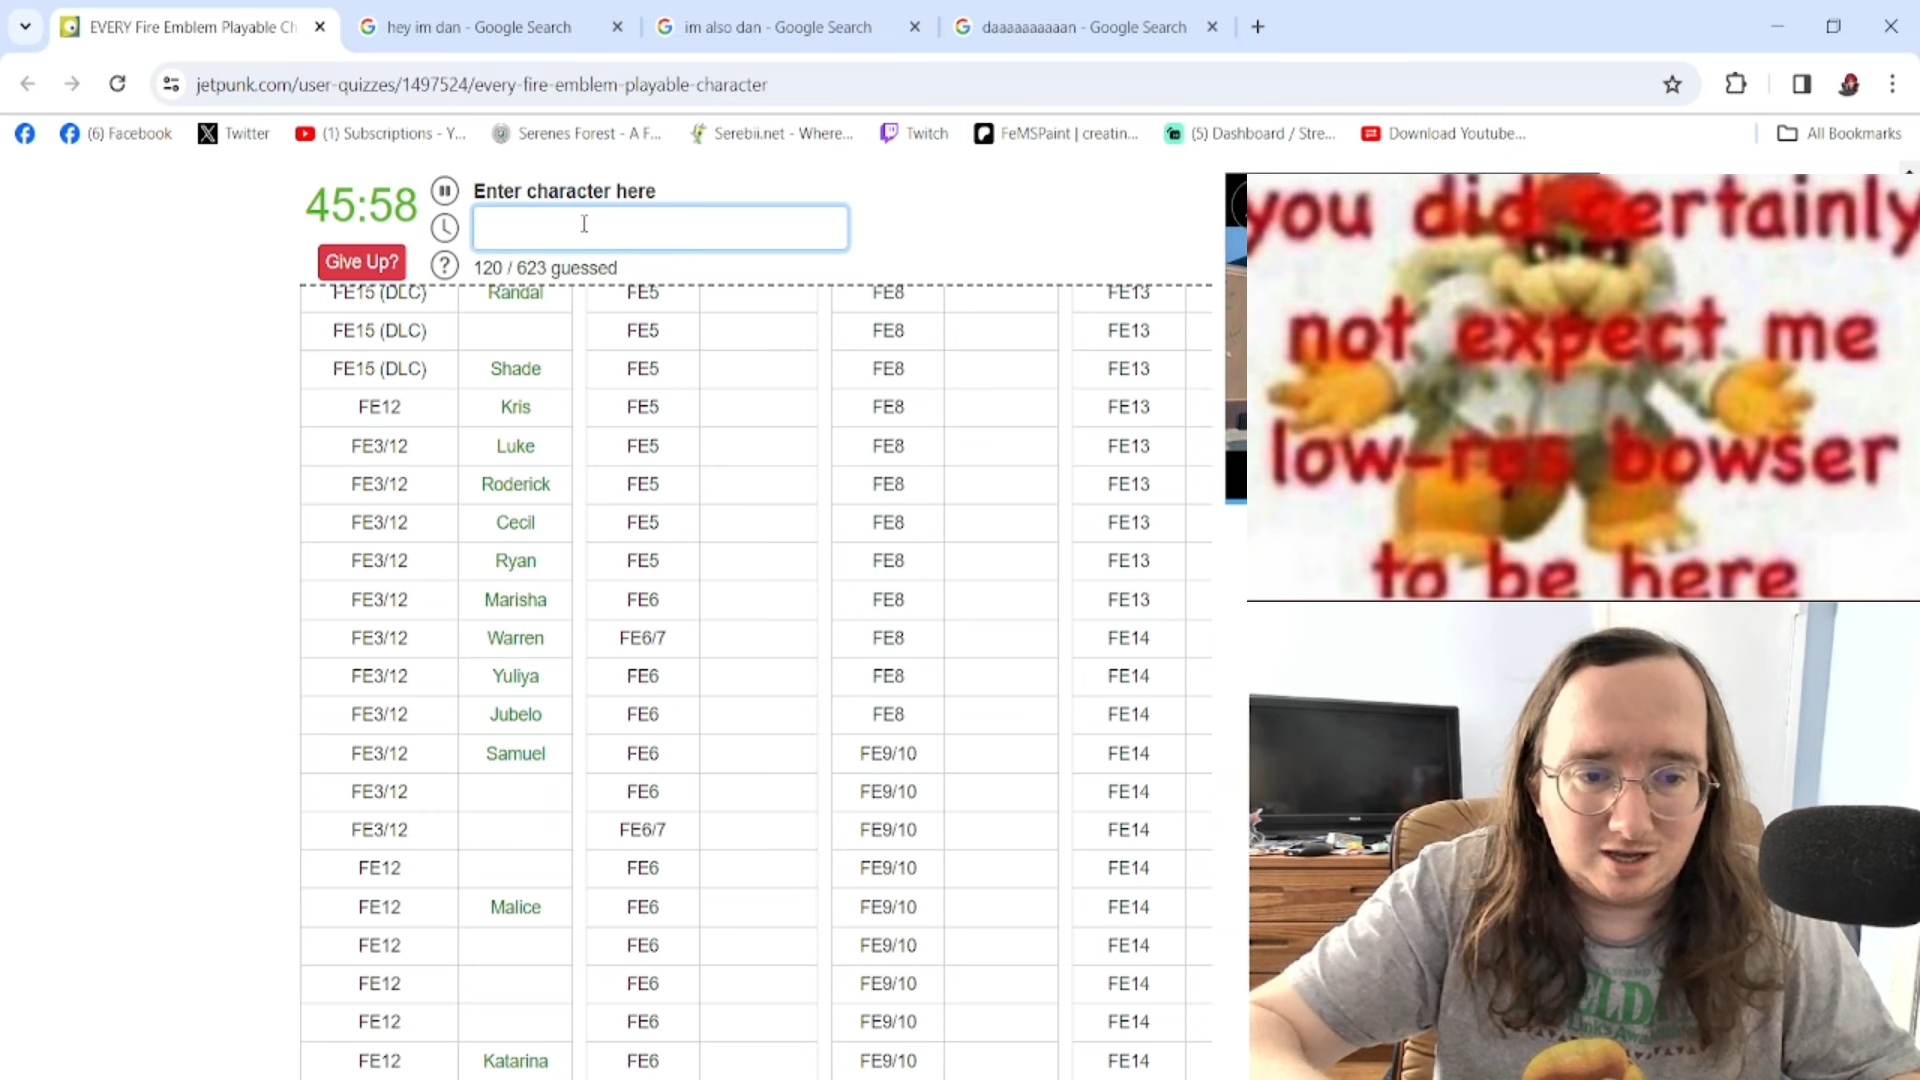 EVERY Fire Emblem Playable Ch
hey im dan - Google Search
im also dan - Google Search
daaaaaaaaaan - Google Search
jetpunk.com/user-quizzes/1497524/every-fire-emblem-playable-character
(6) Facebook
Twitter
(1) Subscriptions - Y...
Serenes Forest - A F...
Serebii.net - Where...
Twitch
FeMSPaint | creatin...
(5) Dashboard / Stre...
Download Youtube...
All Bookmarks
45:58
Enter character here
Give Up?
120 / 623 guessed
FE15 (DLC) Randal FE5 FE8 FE13
FE15 (DLC) FE5 FE8 FE13
FE15 (DLC) Shade FE5 FE8 FE13
FE12 Kris FE5 FE8 FE13
FE3/12 Luke FE5 FE8 FE13
FE3/12 Roderick FE5 FE8 FE13
FE3/12 Cecil FE5 FE8 FE13
FE3/12 Ryan FE5 FE8 FE13
FE3/12 Marisha FE6 FE8 FE13
FE3/12 Warren FE6/7 FE8 FE14
FE3/12 Yuliya FE6 FE8 FE14
FE3/12 Jubelo FE6 FE8 FE14
FE3/12 Samuel FE6 FE9/10 FE14
FE3/12 FE6 FE9/10 FE14
FE3/12 FE6/7 FE9/10 FE14
FE12 FE6 FE9/10 FE14
FE12 Malice FE6 FE9/10 FE14
FE12 FE6 FE9/10 FE14
FE12 FE6 FE9/10 FE14
FE12 FE6 FE9/10 FE14
FE12 Katarina FE6 FE9/10 FE14
you did certainly
not expect me
low-res bowser
to be here